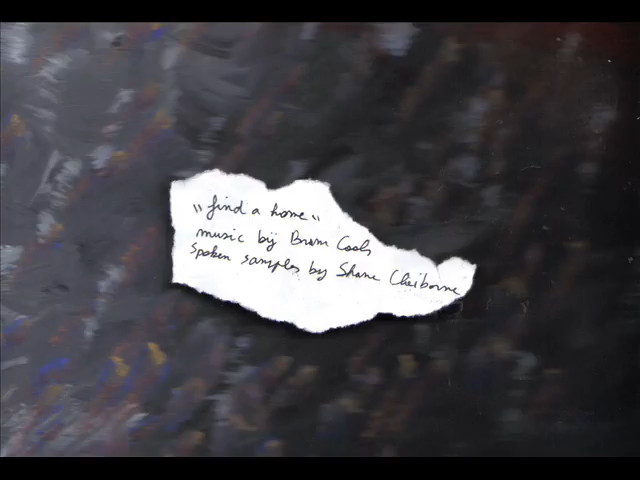 "find a home"
music by Bram Cools
spoken samples by Shane Claiborne